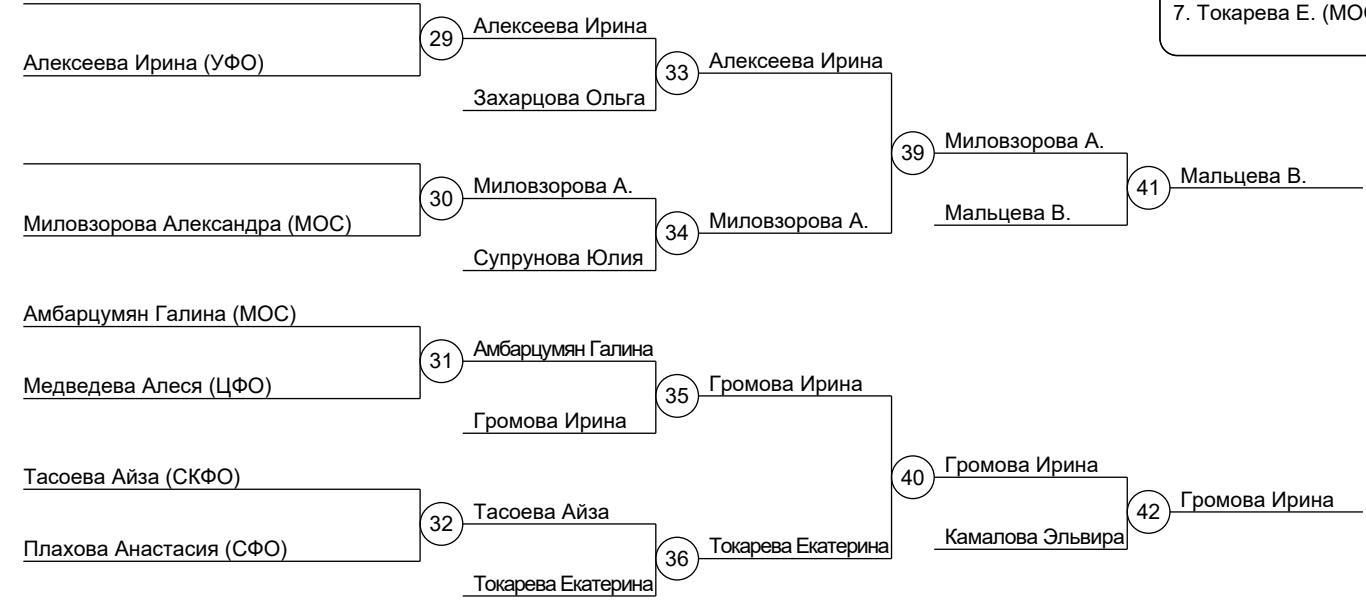 7. Токарева Е. (МОС
29
Алексеева Ирина
Алексеева Ирина (УФО)
33
Алексеева Ирина
Захарцова Ольга
39
Миловзорова А.
30
Миловзорова А.
41
Мальцева В.
Миловзорова Александра (МОС)
34
Миловзорова А.
Мальцева В.
Супрунова Юлия
Амбарцумян Галина (МОС)
31
Амбарцумян Галина
Медведева Алеся (ЦФО)
35
Громова Ирина
Громова Ирина
Тасоева Айза (СКФО)
40
Громова Ирина
32
Тасоева Айза
42
Громова Ирина
Плахова Анастасия (СФО)
36
Токарева Екатерина
Камалова Эльвира
Токарева Екатерина